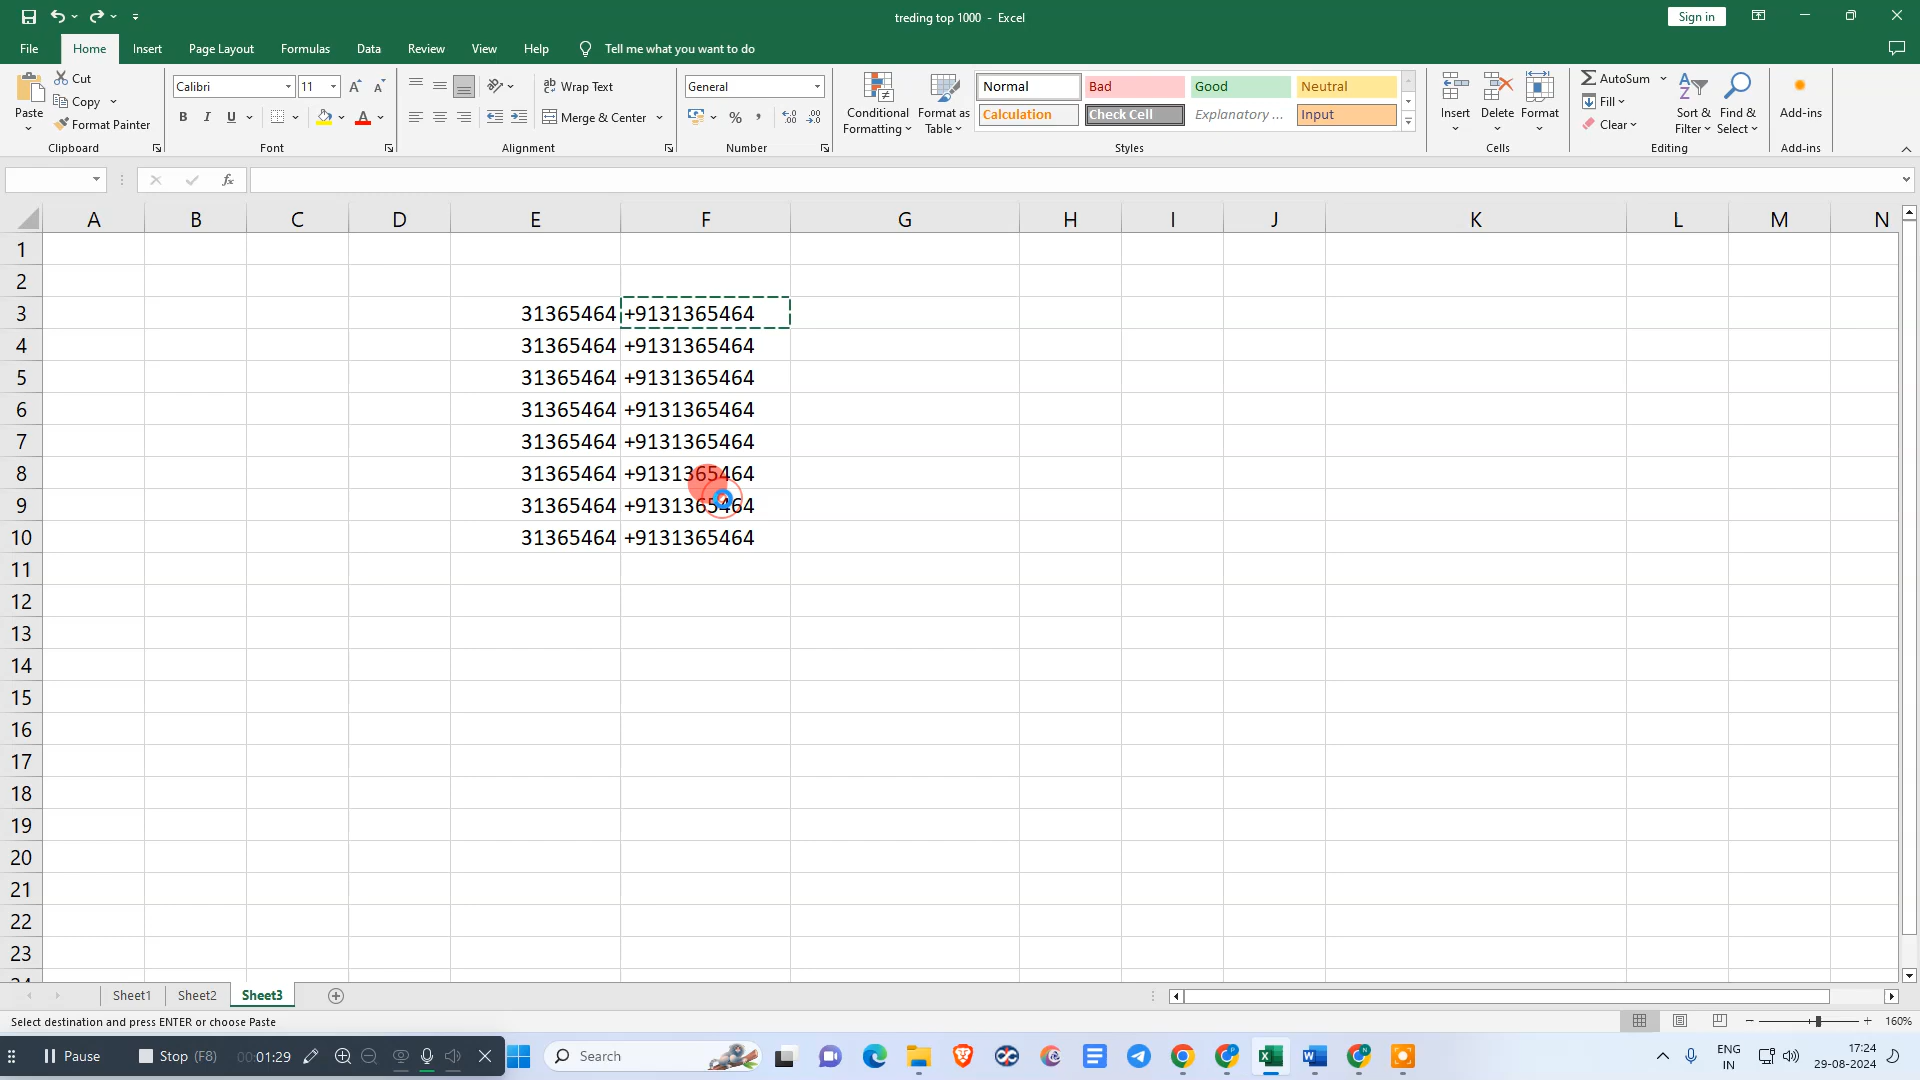 treding top 1000 - Excel
Sign in
File Home Insert Page Layout Formulas Data Review View Help Tell me what you want to do
Paste
Cut
Copy
Format Painter
Clipboard
Calibri 11
B I U
Font
Wrap Text
Merge & Center
Alignment
General
Number
Conditional Formatting
Format as Table
Normal Bad Good Neutral
Calculation Check Cell Explanatory ... Input
Styles
Insert Delete Format
Cells
AutoSum
Fill
Clear
Sort & Filter
Find & Select
Editing
Add-ins
Add-ins
fx
A B C D E F G H I J K L M N
1
2
3 31365464 +9131365464
4 31365464 +9131365464
5 31365464 +9131365464
6 31365464 +9131365464
7 31365464 +9131365464
8 31365464 +9131365464
9 31365464 +9131365464
10 31365464 +9131365464
11
12
13
14
15
16
17
18
19
20
21
22
23
Sheet1 Sheet2 Sheet3
Select destination and press ENTER or choose Paste
160%
Pause Stop (F8) 00:01:29
Search
ENG IN
17:24
29-08-2024